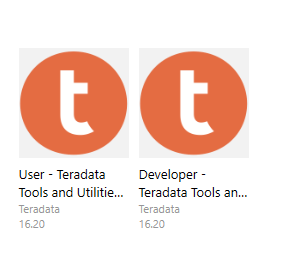 t
t
User - Teradata
Tools and Utilitie...
Teradata
16.20
Developer -
Teradata Tools an...
Teradata
16.20